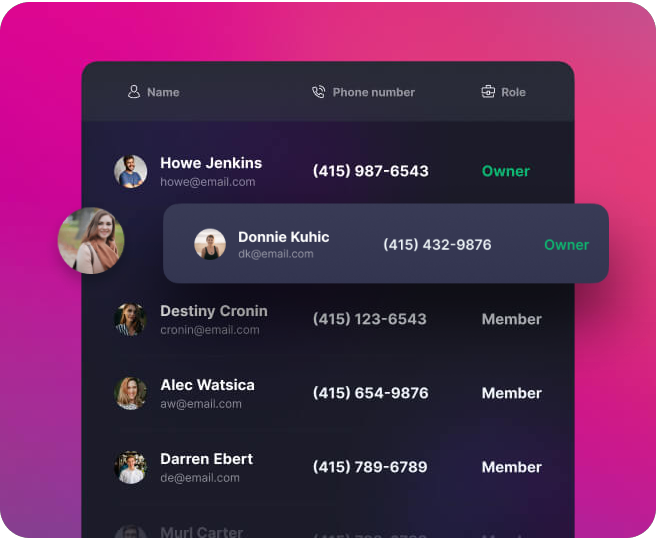 Name Phone number Role
Howe Jenkins (415) 987-6543 Owner
howe@email.com
Donnie Kuhic (415) 432-9876 Owner
dk@email.com
Destiny Cronin (415) 123-6543 Member
cronin@email.com
Alec Watsica (415) 654-9876 Member
aw@email.com
Darren Ebert (415) 789-6789 Member
de@email.com
Murl Carter